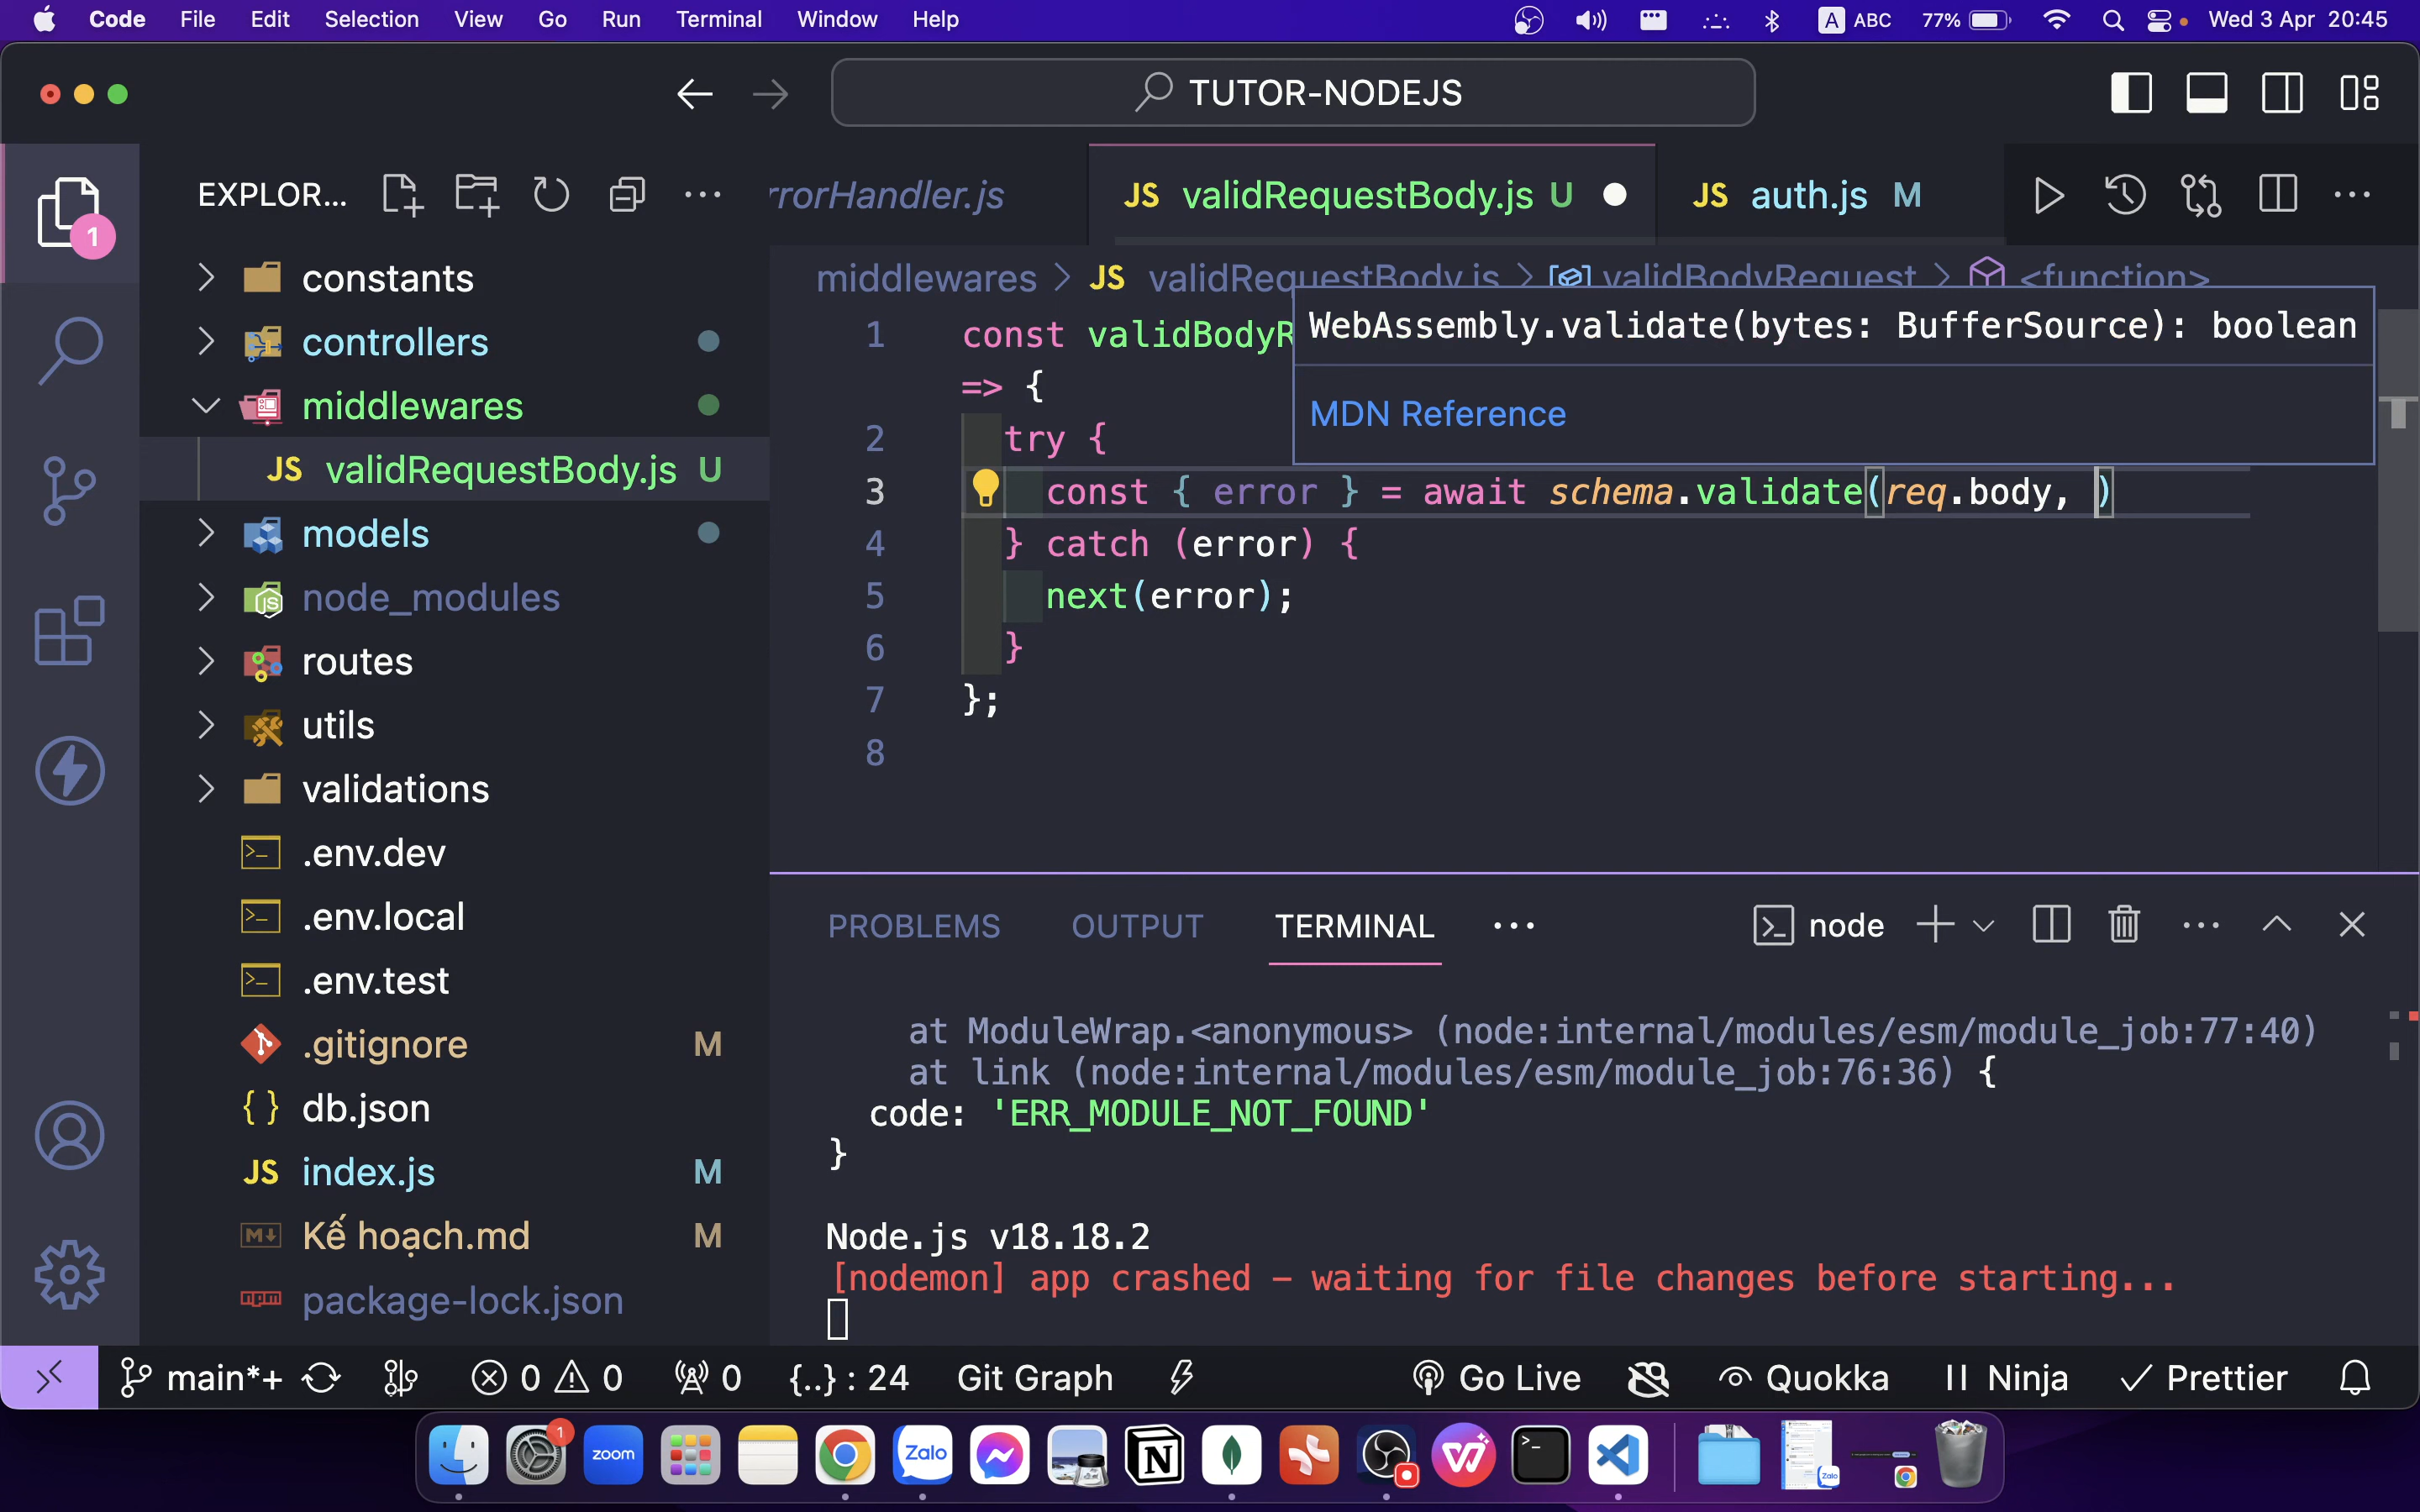 Code File Edit Selection View Go Run Terminal Window Help A ABC 77% Wed 3 Apr 20:45
TUTOR-NODEJS
EXPLOR...
rrorHandler.js
JS validRequestBody.js U
JS auth.js M
1
constants
controllers
middlewares
JS validRequestBody.js U
models
node_modules
routes
utils
validations
.env.dev
.env.local
.env.test
.gitignore M
{} db.json
JS index.js M
Kế hoạch.md M
npm package-lock.json
middlewares > JS validRequestBody.js > validBodyRequest > <function>
WebAssembly.validate(bytes: BufferSource): boolean
MDN Reference
1 const validBodyR
=> {
2 try {
3 const { error } = await schema.validate(req.body, )
4 } catch (error) {
5 next(error);
6 }
7 };
8
PROBLEMS OUTPUT TERMINAL ... node
at ModuleWrap.<anonymous> (node:internal/modules/esm/module_job:77:40)
at link (node:internal/modules/esm/module_job:76:36) {
code: 'ERR_MODULE_NOT_FOUND'
}
Node.js v18.18.2
[nodemon] app crashed - waiting for file changes before starting...
main*+ 0 0 0 {..} : 24 Git Graph Go Live Quokka Ninja Prettier
1
zoom
Zalo